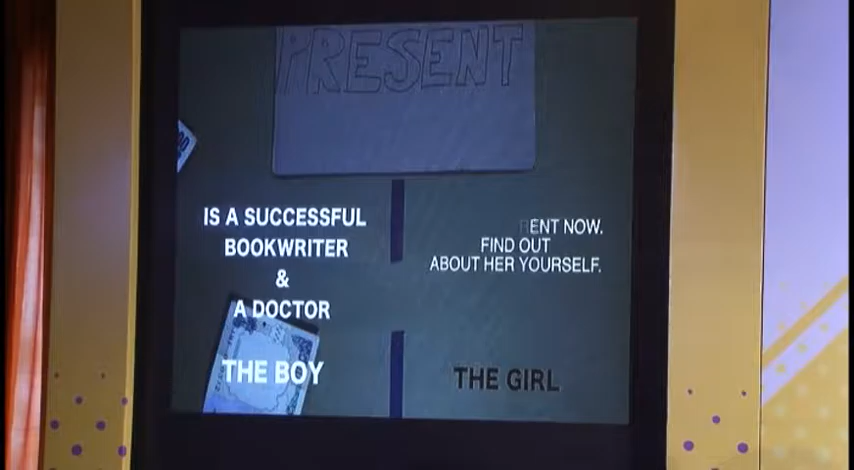 PRESENT
IS A SUCCESSFUL
BOOKWRITER
&
A DOCTOR
THE BOY
ENT NOW.
FIND OUT
ABOUT HER YOURSELF.
THE GIRL